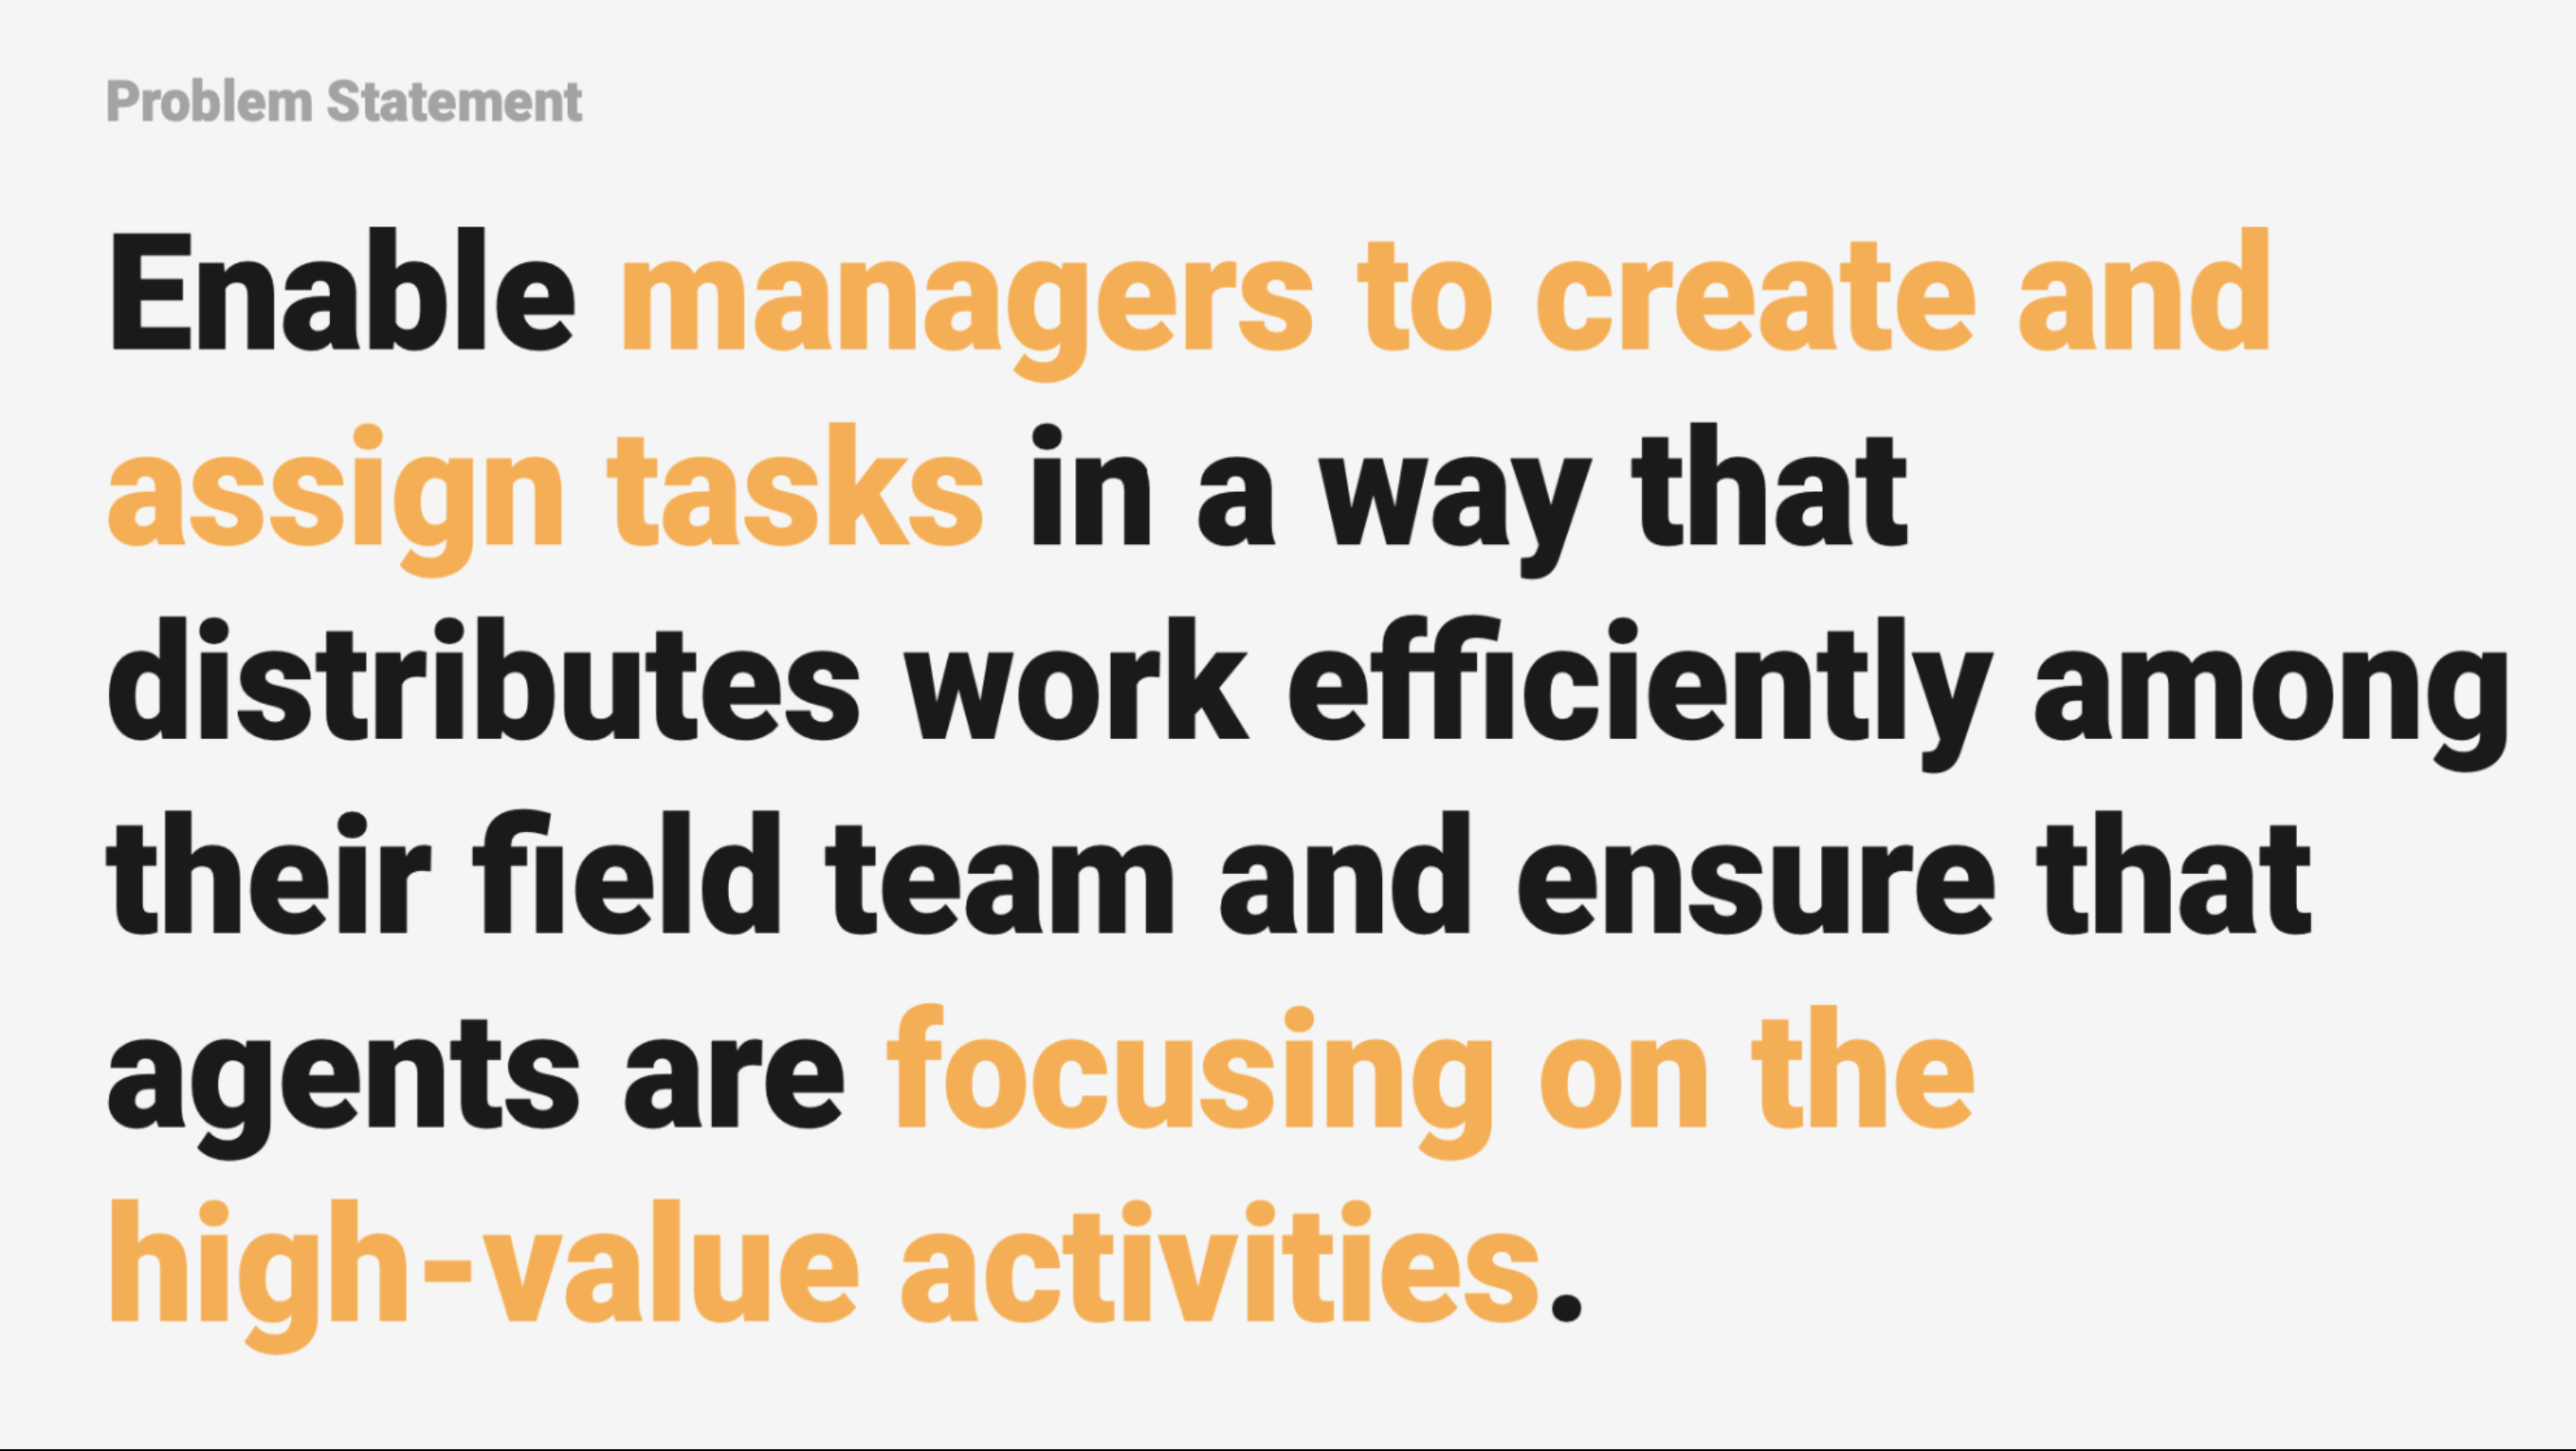 Problem Statement
Enable managers to create and
assign tasks in a way that
distributes work efficiently among
their field team and ensure that
agents are focusing on the
high-value activities.